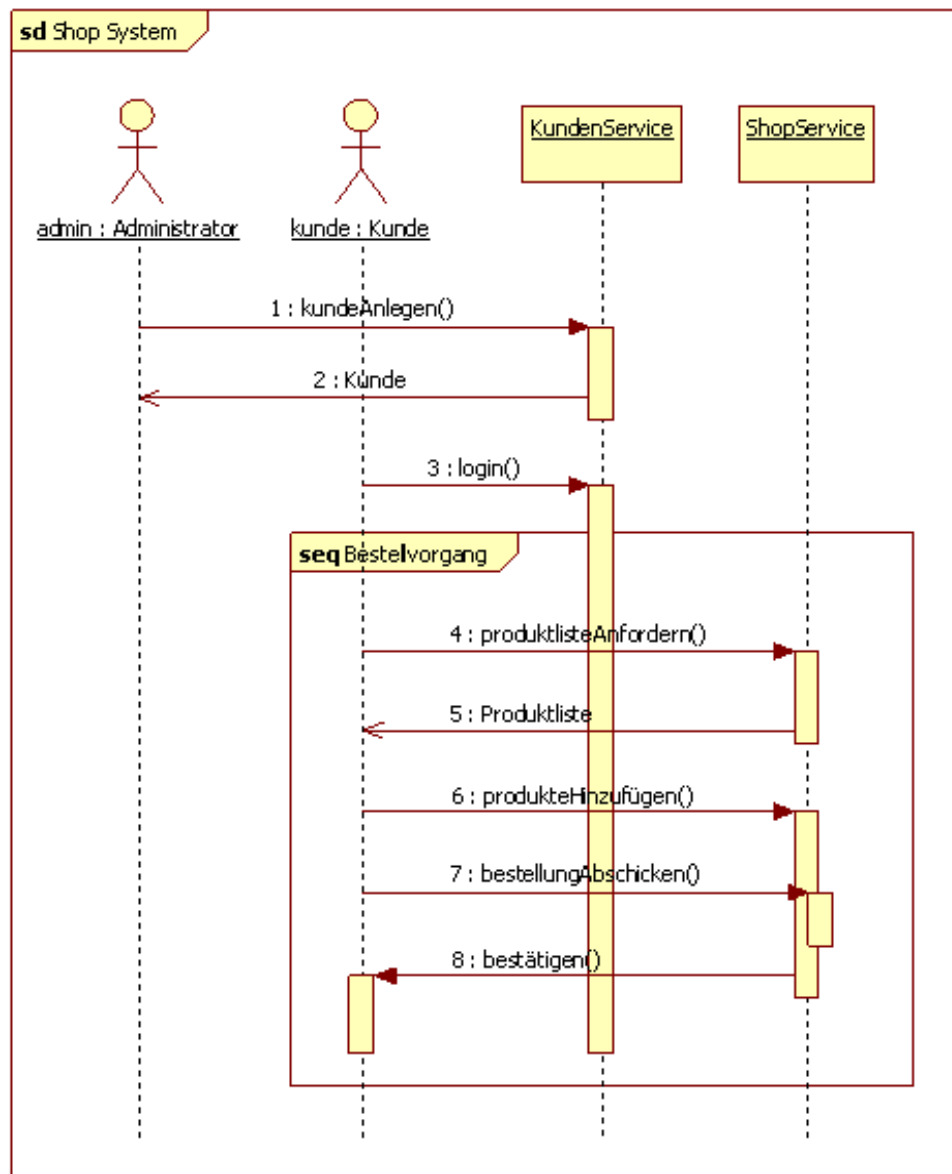 sd Shop System
KundenService
ShopService
admin : Administrator
kunde : Kunde
1 : kundeAnlegen()
2 : Kunde
3 : login()
seq Bestellvorgang
4 : produktlisteAnfordern()
5 : Produktliste
6 : produkteHinzufügen()
7 : bestellungAbschicken()
8 : bestätigen()